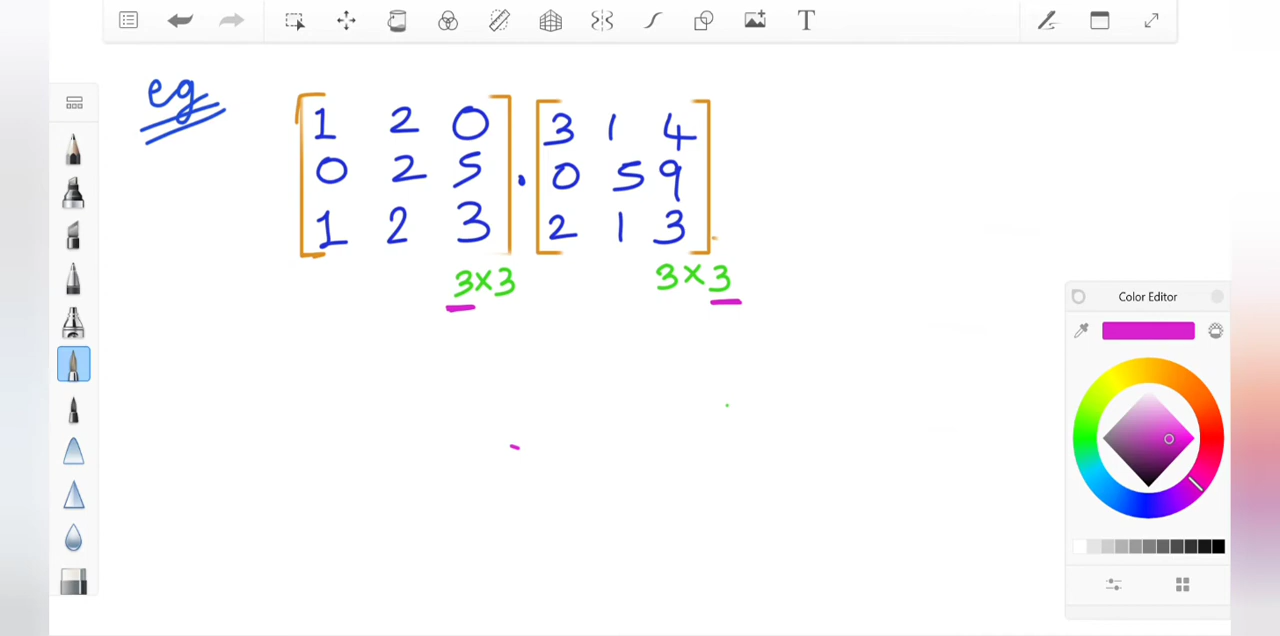 T
eg
1 2 0 . 3 1 4
0 2 5 0 5 9
1 2 3 2 1 3
3×3 3×3
Color Editor